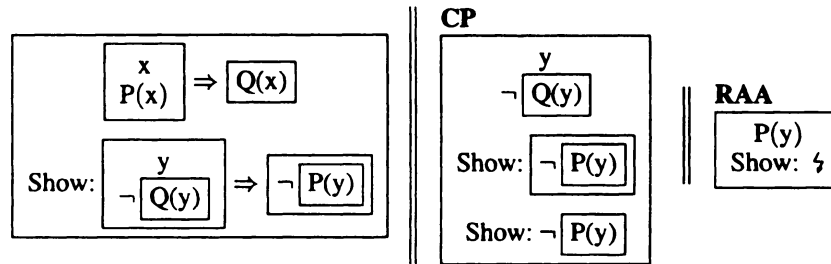 x
P(x) ⇒ Q(x)
Show: y
¬ Q(y) ⇒ ¬ P(y)
CP
y
¬ Q(y)
Show: ¬ P(y)
Show: ¬ P(y)
RAA
P(y)
Show: ↯